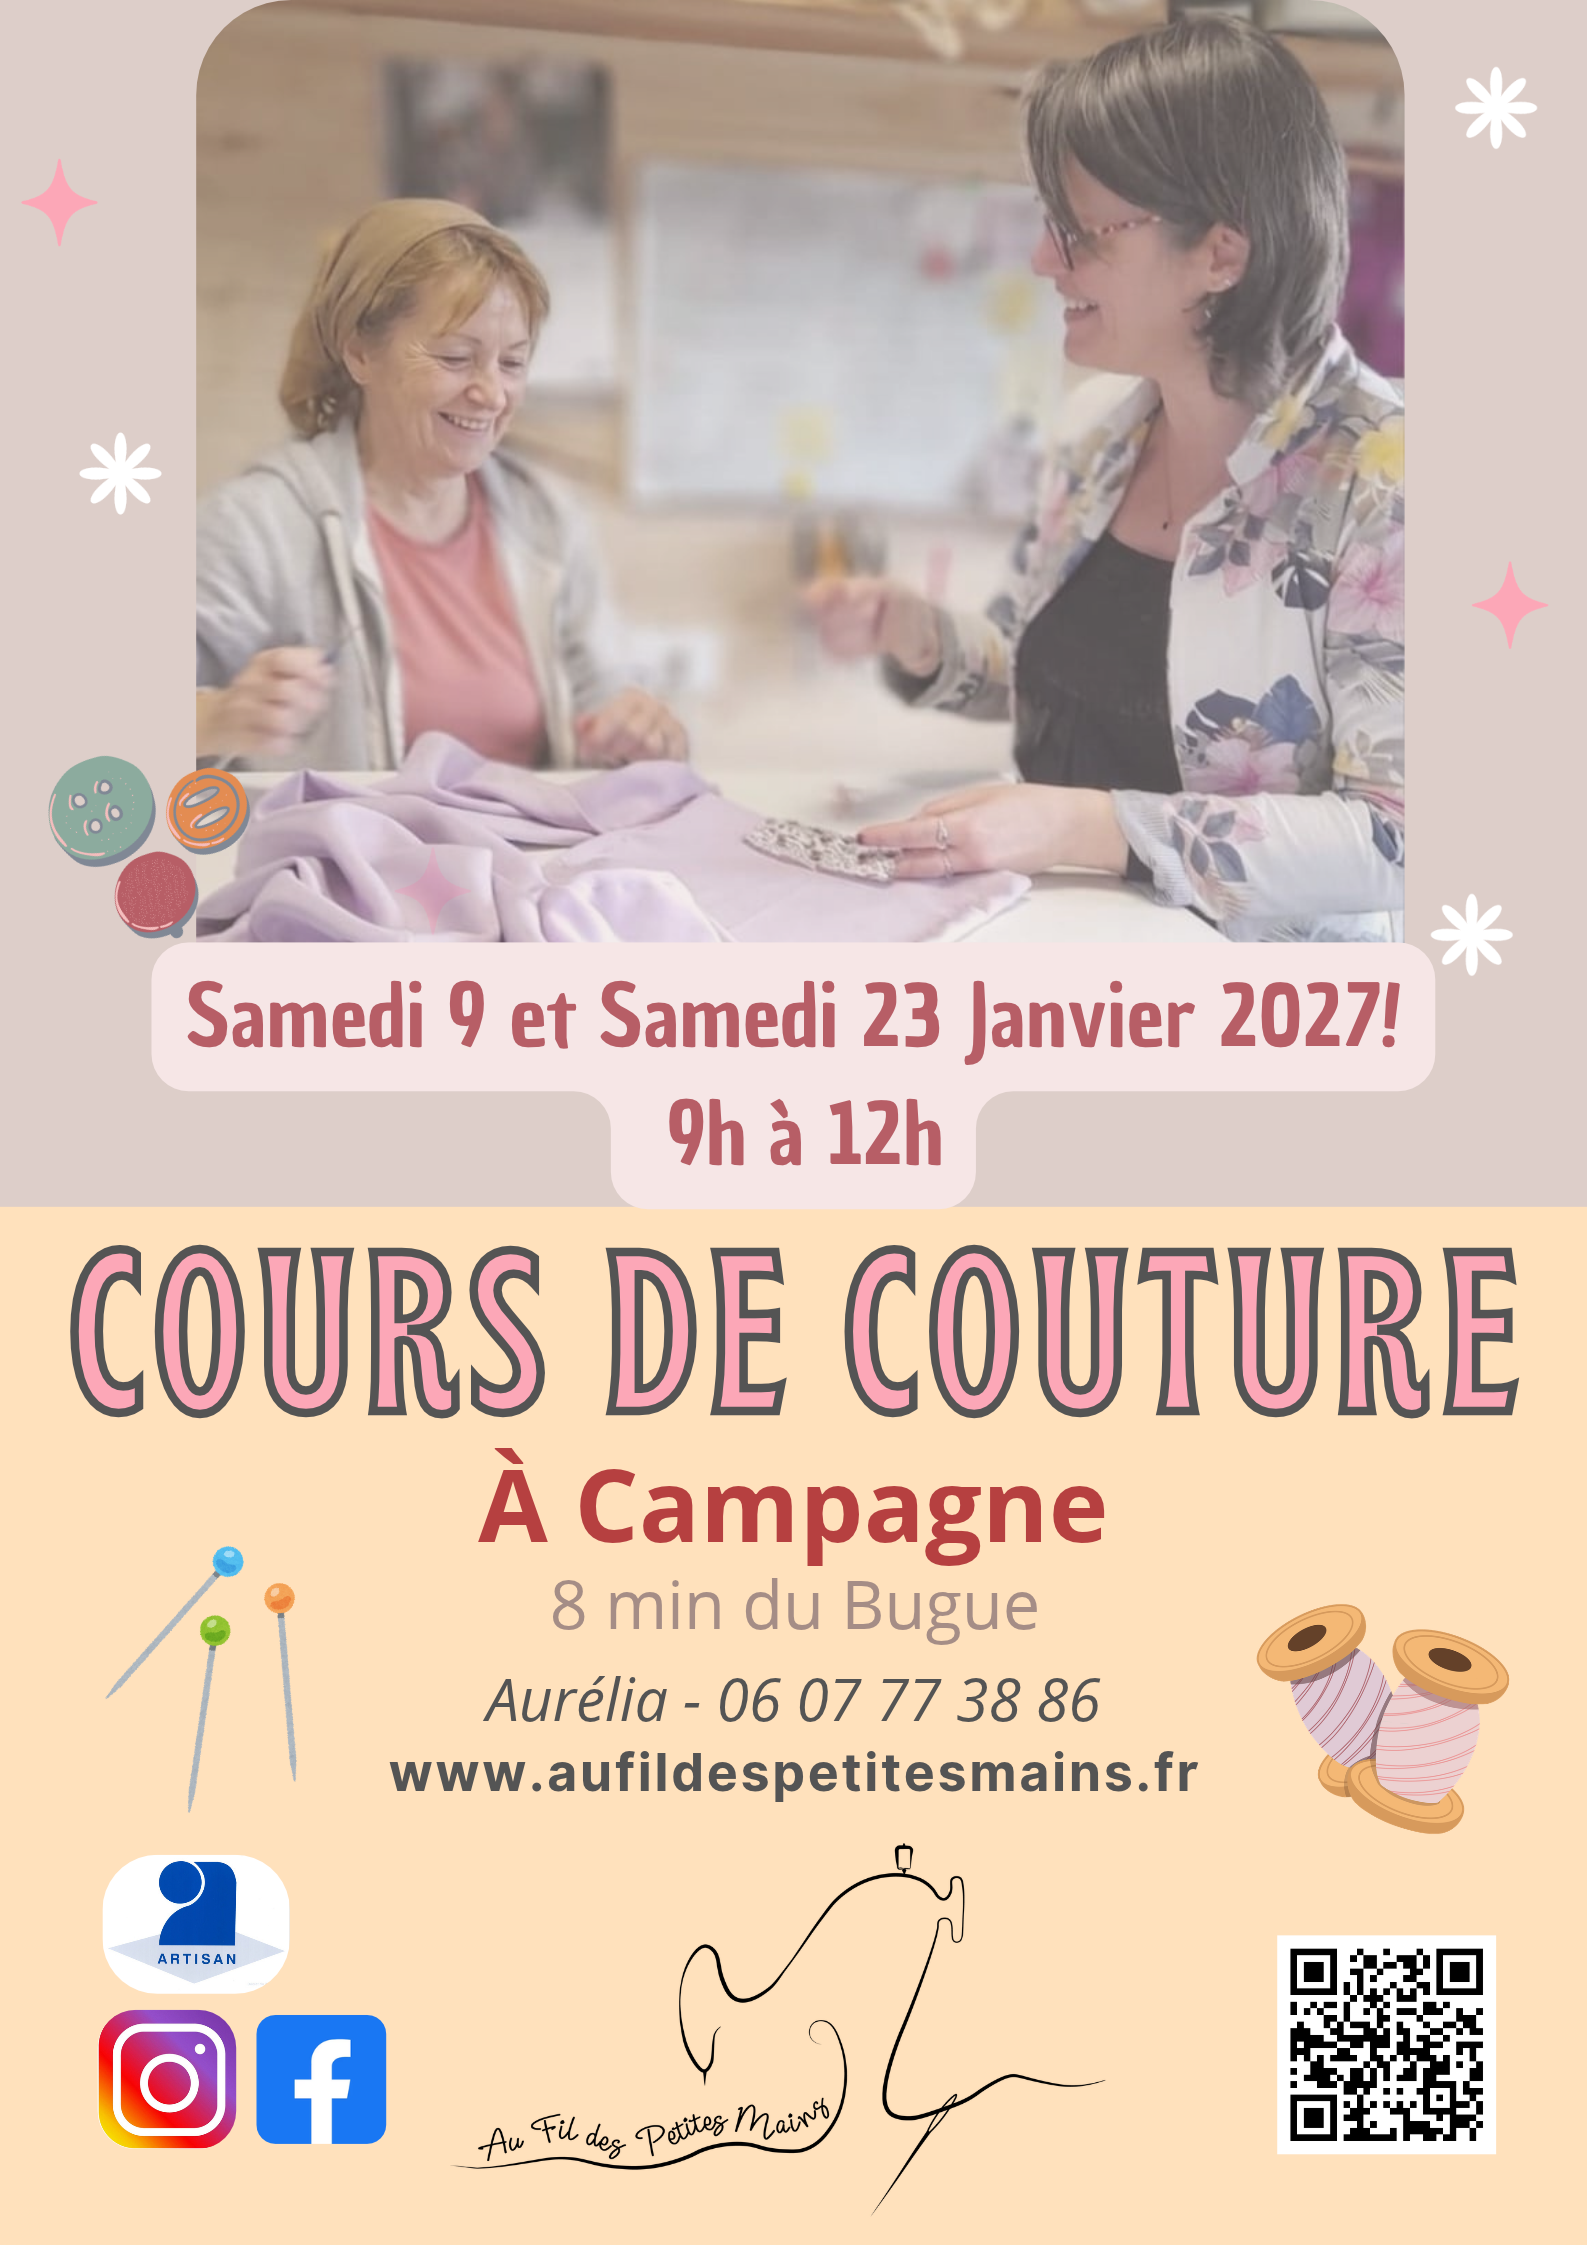 Samedi 9 et Samedi 23 Janvier 2027!
9h à 12h
COURS DE COUTURE
À Campagne
8 min du Bugue
Aurélia - 06 07 77 38 86
www.aufildespetitesmains.fr
ARTISAN
Au Fil des Petites Mains